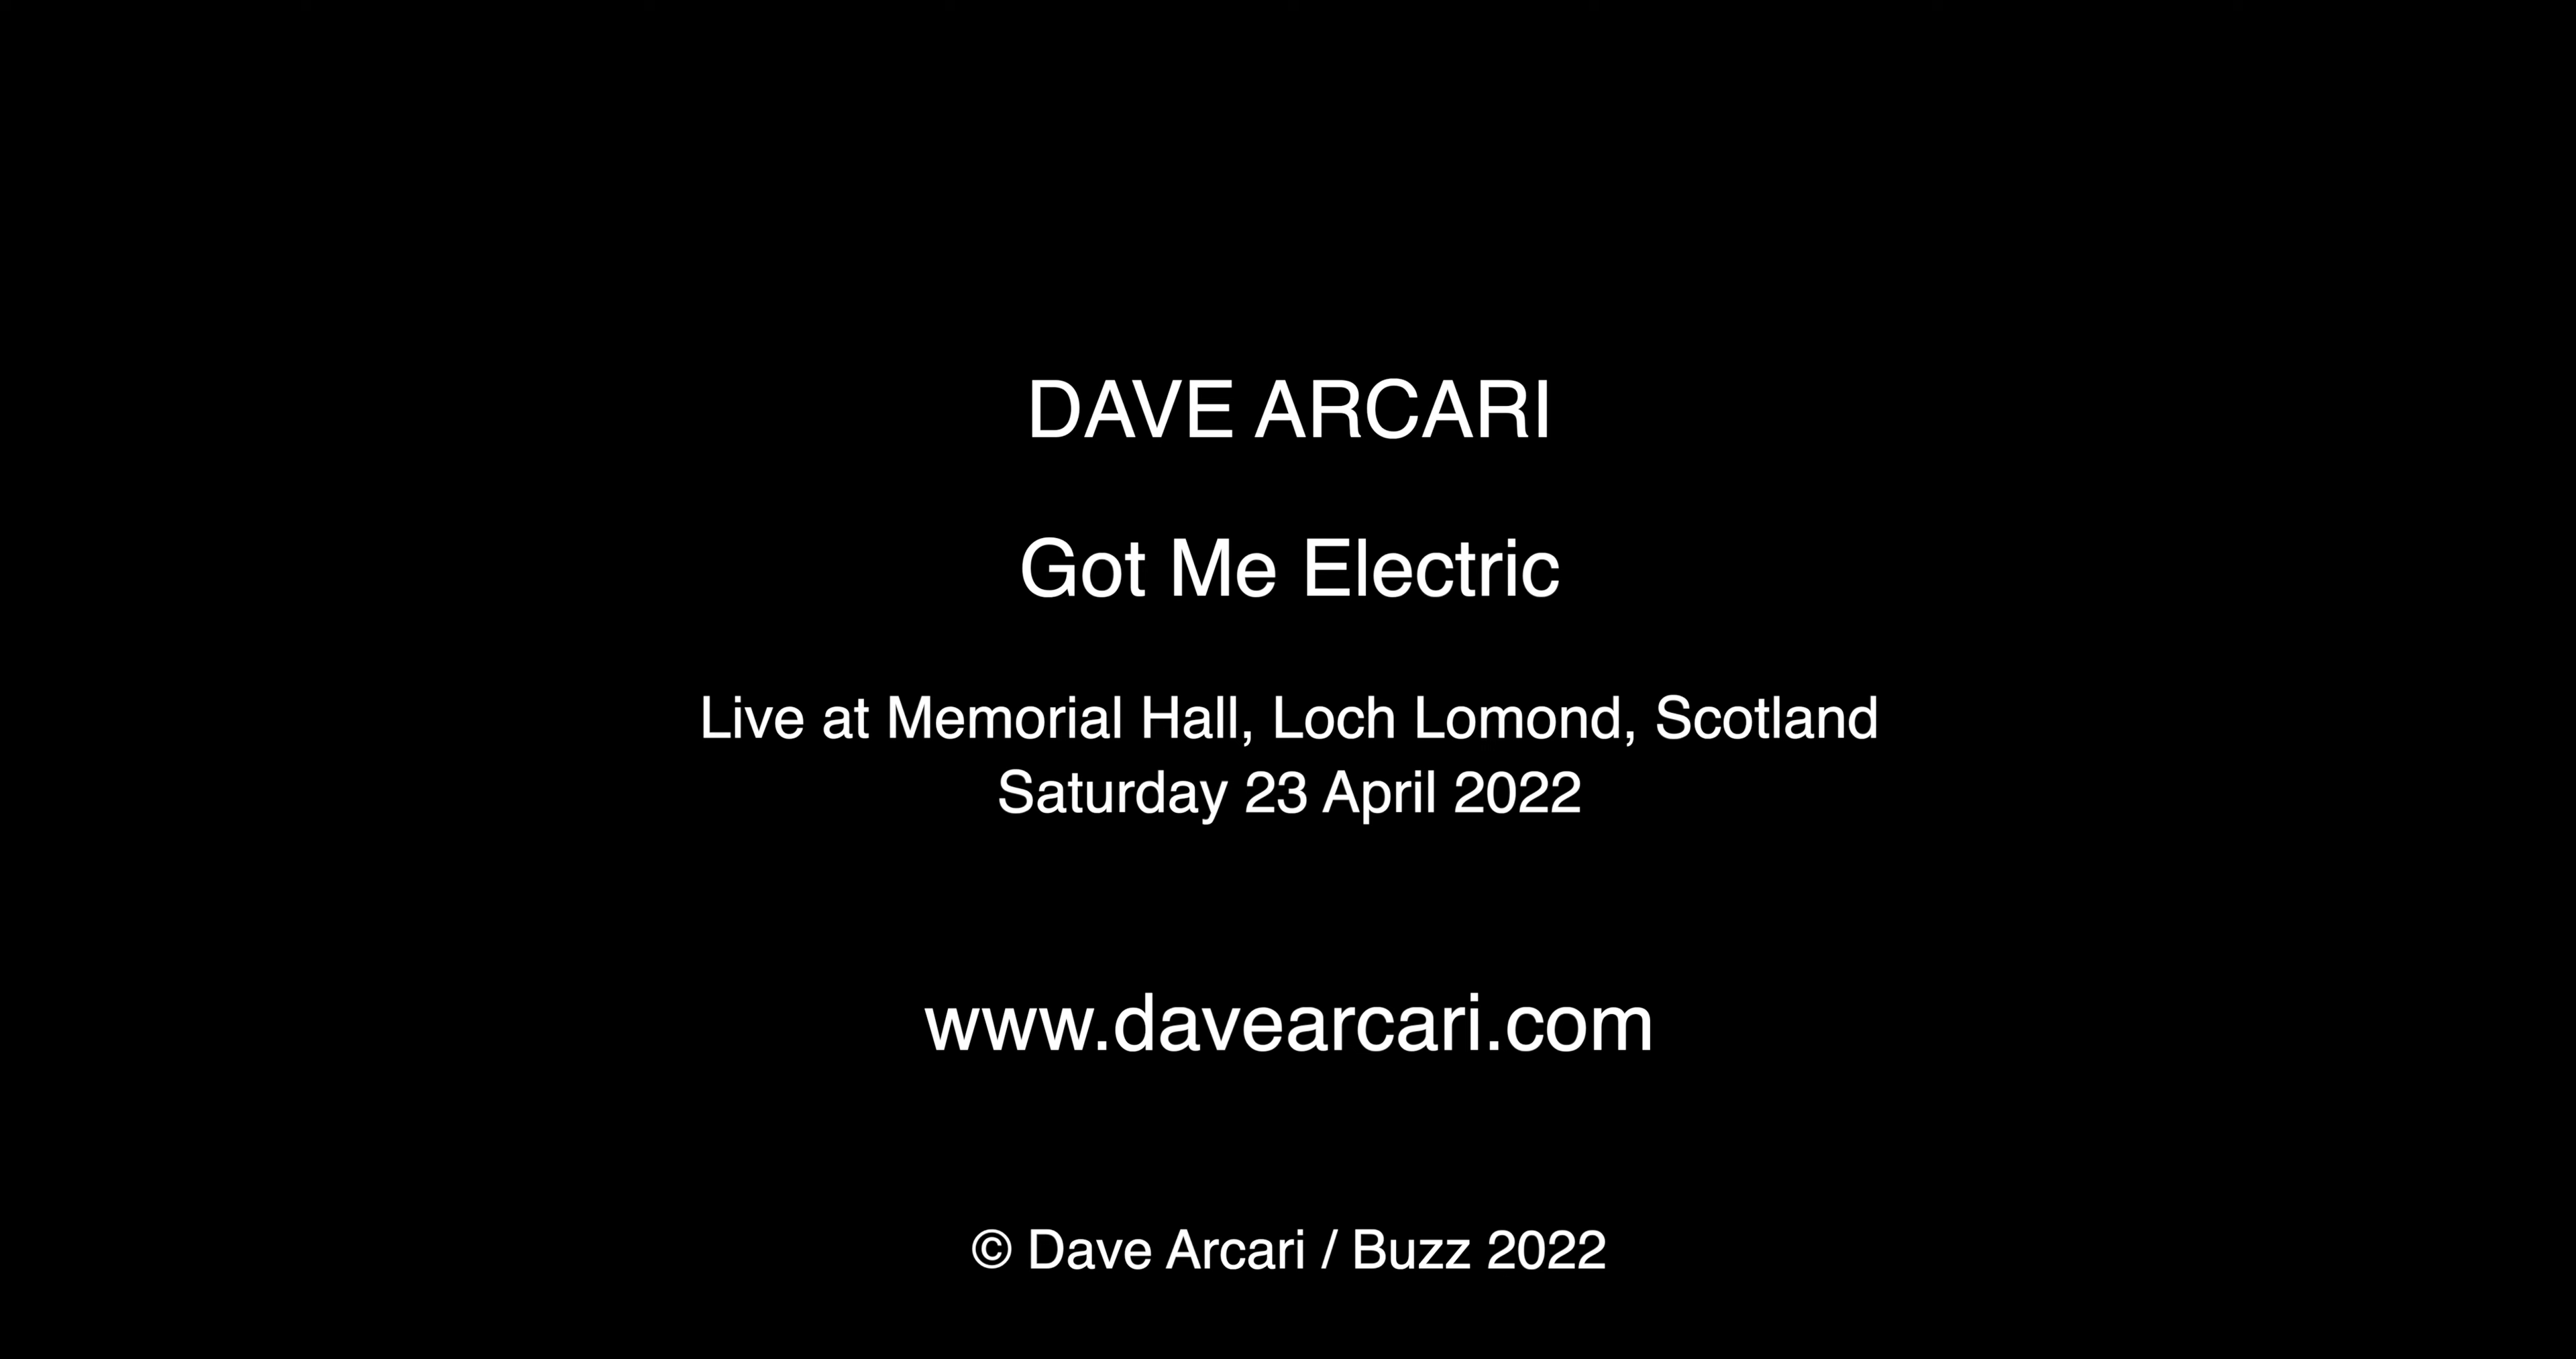 DAVE ARCARI
Got Me Electric
Live at Memorial Hall, Loch Lomond, Scotland
Saturday 23 April 2022
www.davearcari.com
© Dave Arcari / Buzz 2022